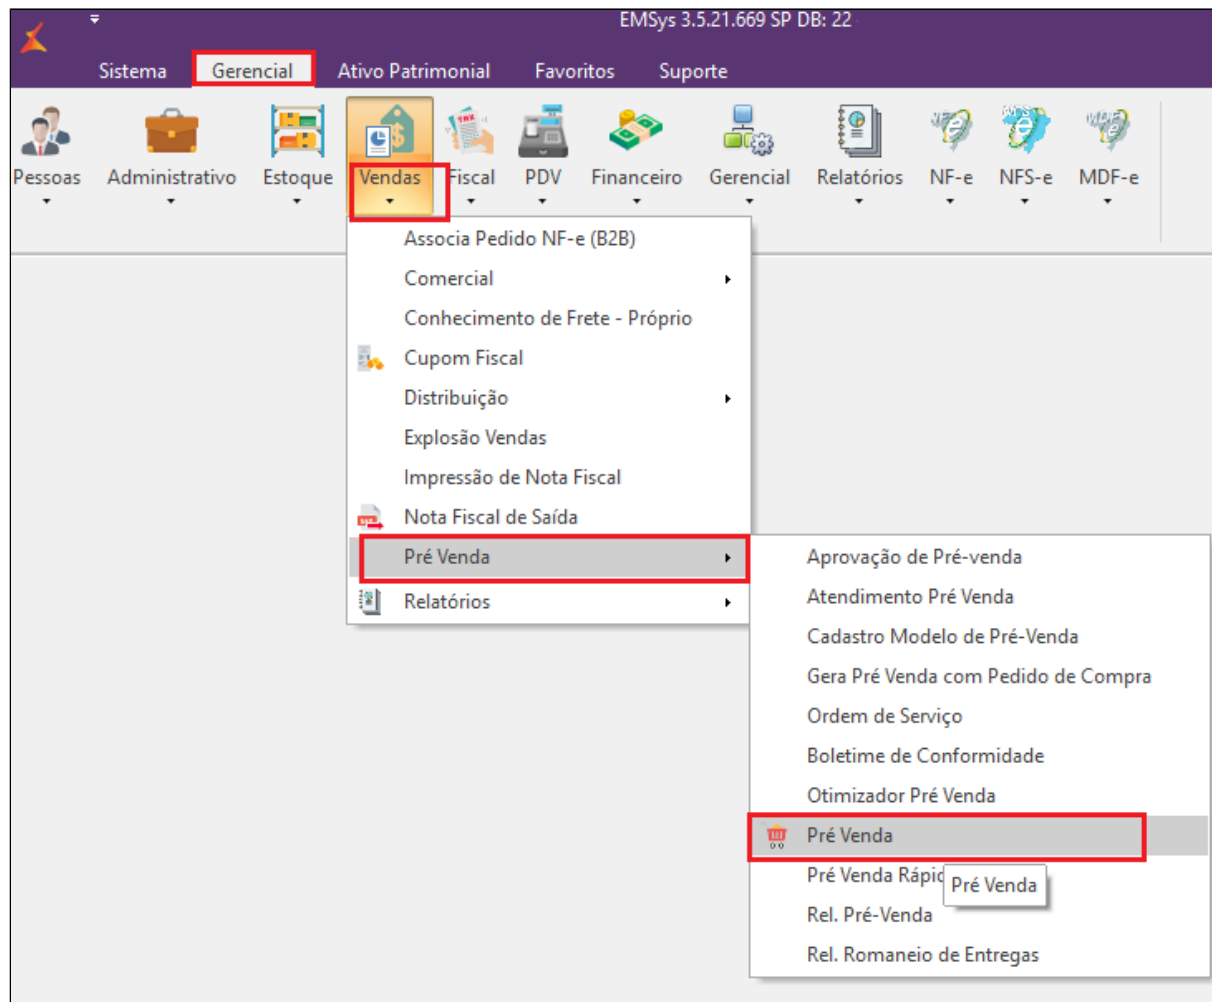 EMSys 3.5.21.669 SP DB: 22
Sistema Gerencial Ativo Patrimonial Favoritos Suporte
Pessoas Administrativo Estoque Vendas Fiscal PDV Financeiro Gerencial Relatórios NF-e NFS-e MDF-e
Associa Pedido NF-e (B2B)
Comercial
Conhecimento de Frete - Próprio
Cupom Fiscal
Distribuição
Explosão Vendas
Impressão de Nota Fiscal
Nota Fiscal de Saída
Pré Venda
Relatórios
Aprovação de Pré-venda
Atendimento Pré Venda
Cadastro Modelo de Pré-Venda
Gera Pré Venda com Pedido de Compra
Ordem de Serviço
Boletime de Conformidade
Otimizador Pré Venda
Pré Venda
Pré Venda Rápid
Pré Venda
Rel. Pré-Venda
Rel. Romaneio de Entregas